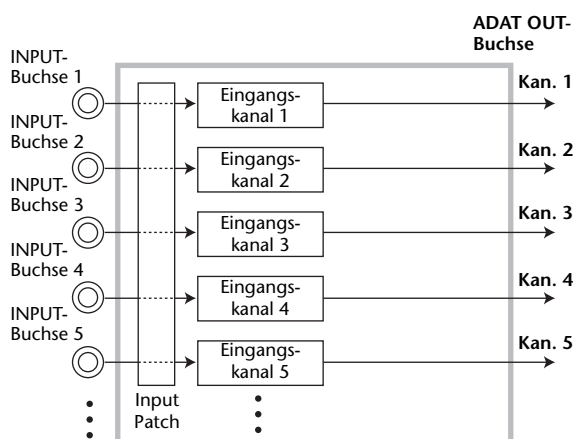 ADAT OUT-
Buchse
INPUT-
Buchse 1
Eingangs-
kanal 1
Kan. 1
INPUT-
Buchse 2
Eingangs-
kanal 2
Kan. 2
INPUT-
Buchse 3
Eingangs-
kanal 3
Kan. 3
INPUT-
Buchse 4
Eingangs-
kanal 4
Kan. 4
INPUT-
Buchse 5
Eingangs-
kanal 5
Kan. 5
Input
Patch